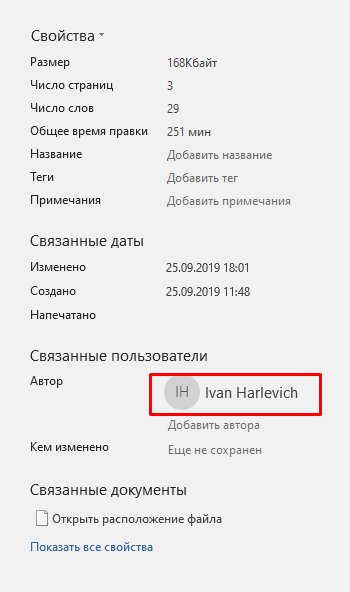 Свойства
Размер 168Кбайт
Число страниц 3
Число слов 29
Общее время правки 251 мин
Название Добавить название
Теги Добавить тег
Примечания Добавить примечания
Связанные даты
Изменено 25.09.2019 18:01
Создано 25.09.2019 11:48
Напечатано
Связанные пользователи
Автор IH Ivan Harlevich
Добавить автора
Кем изменено Еще не сохранен
Связанные документы
Открыть расположение файла
Показать все свойства